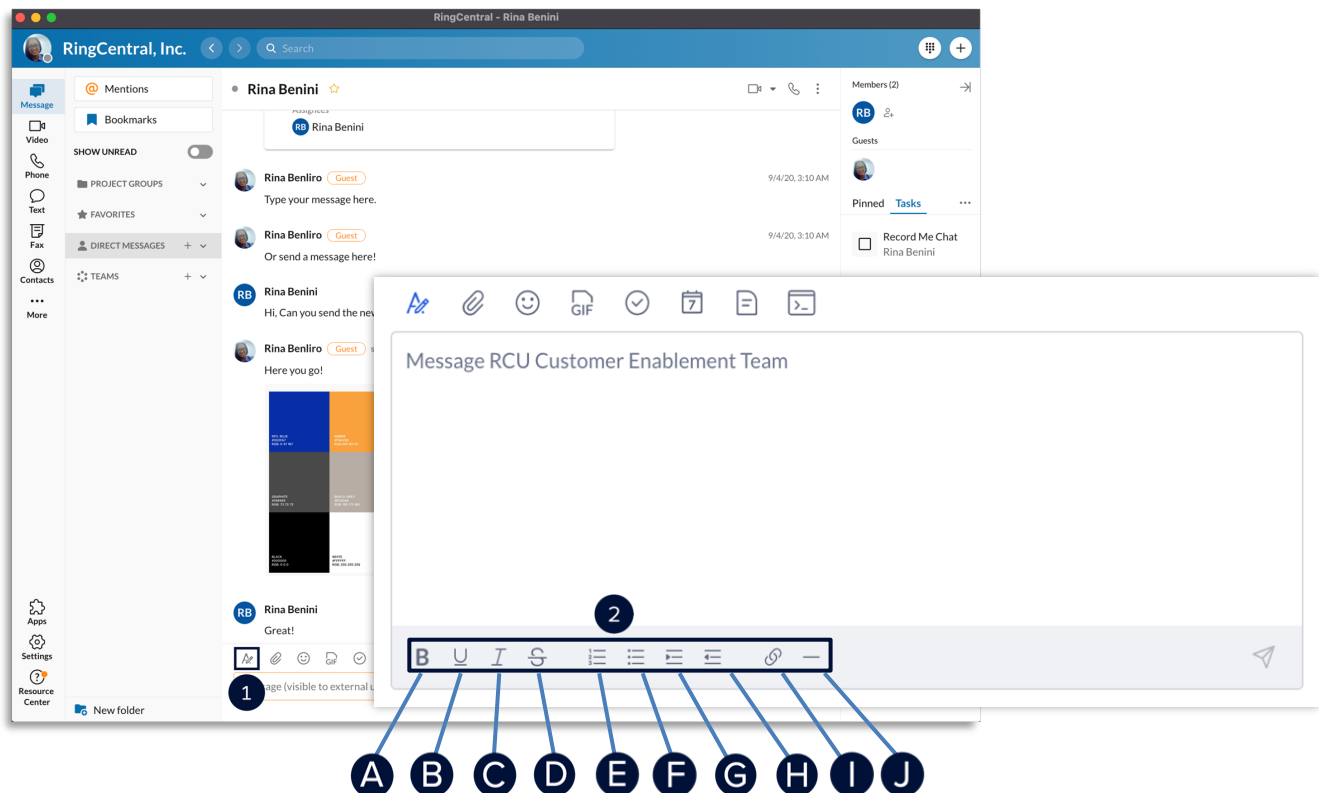 RingCentral - Rina Benini
RingCentral, Inc.
Search
Message
Video
Phone
Text
Fax
Contacts
More
Apps
Settings
Resource
Center
Mentions
Bookmarks
SHOW UNREAD
PROJECT GROUPS
FAVORITES
DIRECT MESSAGES
TEAMS
New folder
Rina Benini
Assignees
RB Rina Benini
Rina Benliro Guest 9/4/20, 3:10 AM
Type your message here.
Rina Benliro Guest 9/4/20, 3:10 AM
Or send a message here!
RB Rina Benini
Hi, Can you send the
Rina Benliro Guest
Here you go!
RB Rina Benini
Great!
GIF
1
age (visible to external
Members (2)
RB
Guests
Pinned Tasks
Record Me Chat
Rina Benini
GIF 7
Message RCU Customer Enablement Team
2
B U I S
A B C D E F G H I J